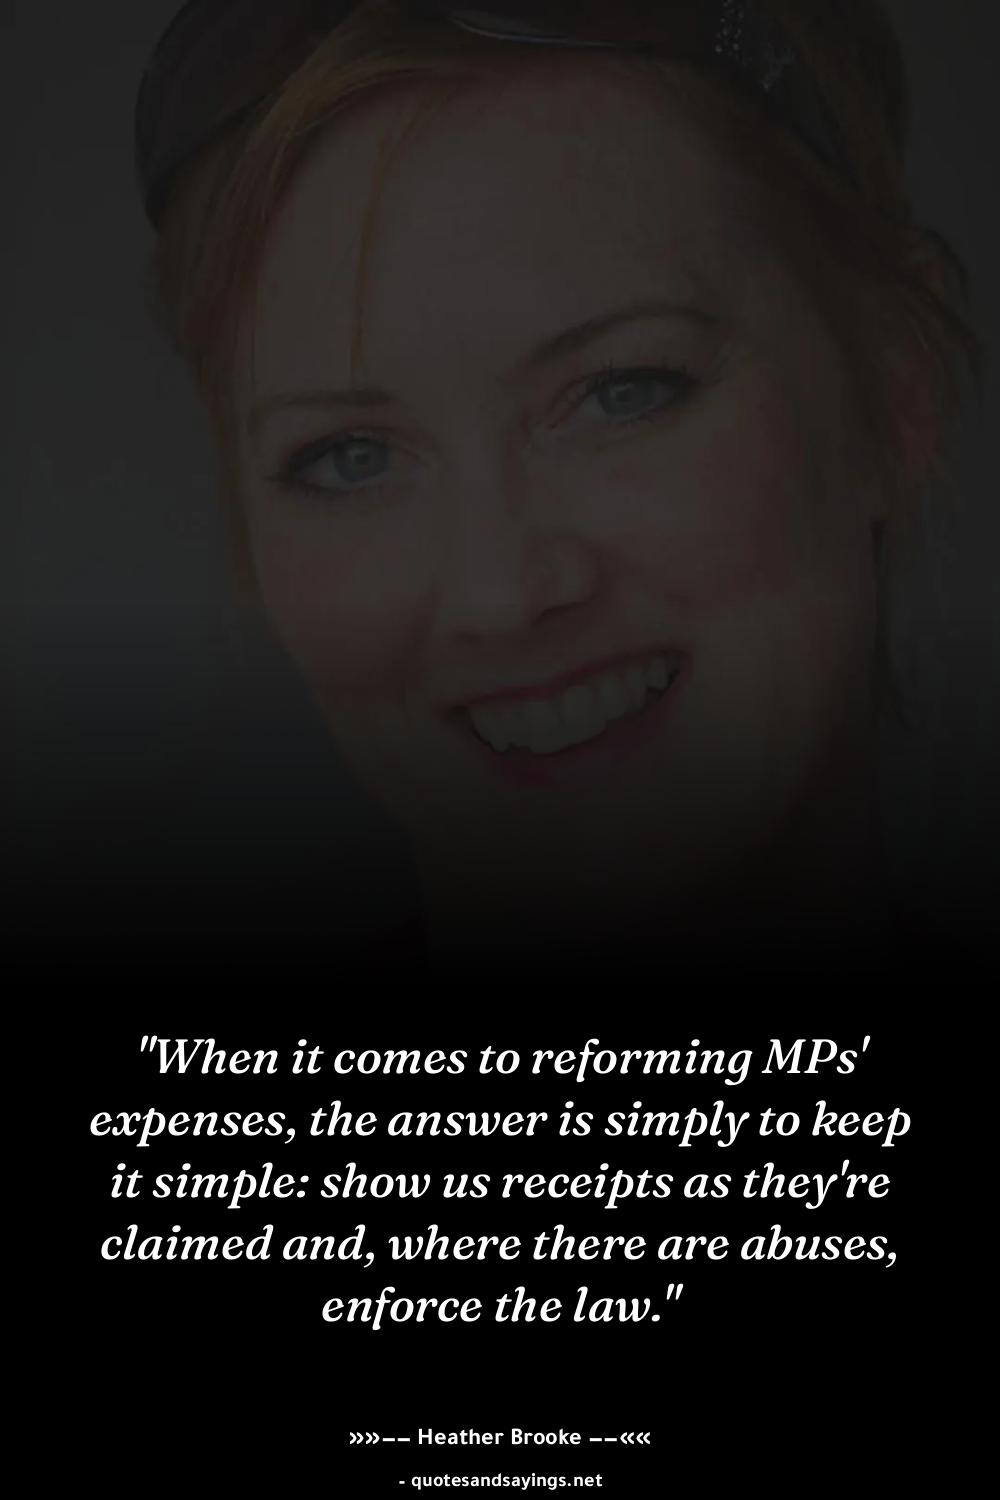 "When it comes to reforming MPs'
expenses, the answer is simply to keep
it simple: show us receipts as they're
claimed and, where there are abuses,
enforce the law."
»»−− Heather Brooke −−««
- quotesandsayings.net